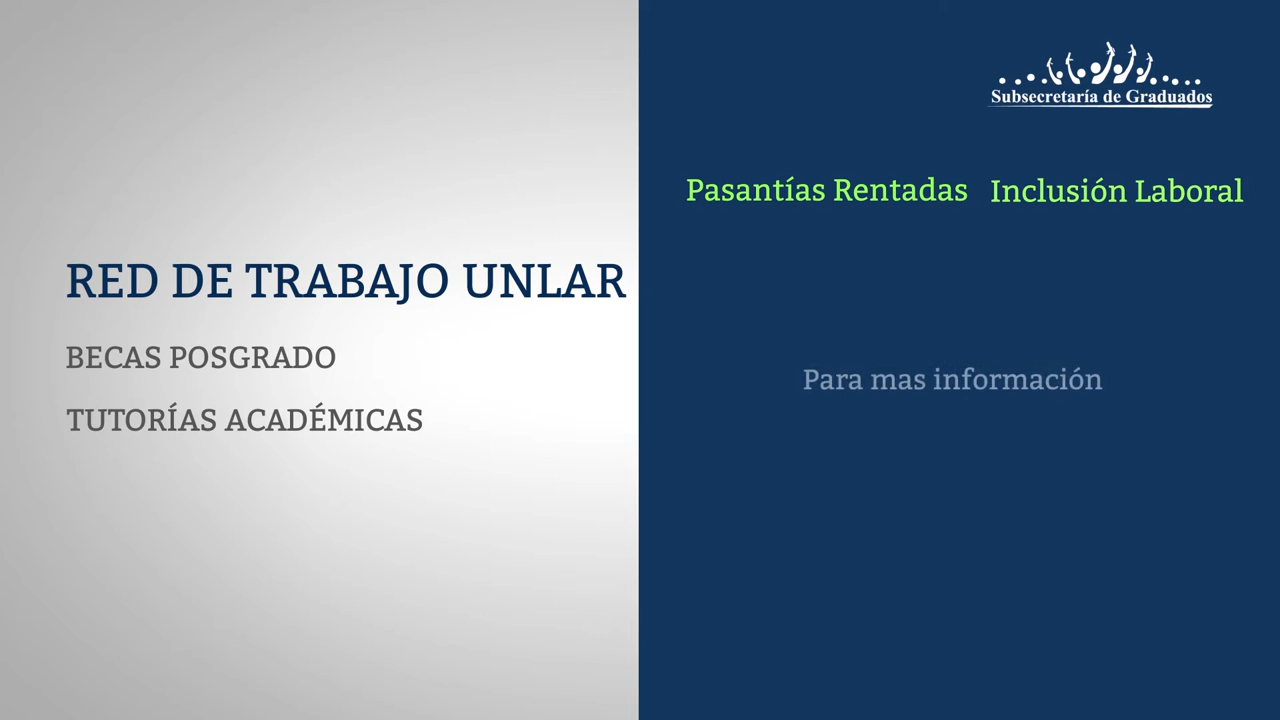 RED DE TRABAJO UNLAR
BECAS POSGRADO
TUTORÍAS ACADÉMICAS
Subsecretaría de Graduados
Pasantías Rentadas Inclusión Laboral
Para mas información